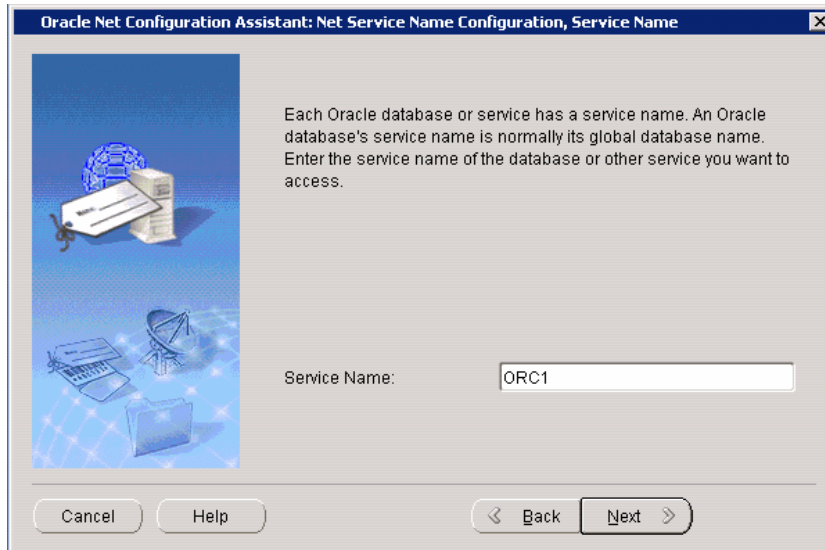 Oracle Net Configuration Assistant: Net Service Name Configuration, Service Name
Each Oracle database or service has a service name. An Oracle
database's service name is normally its global database name.
Enter the service name of the database or other service you want to
access.
Service Name: ORC1
Cancel Help Back Next